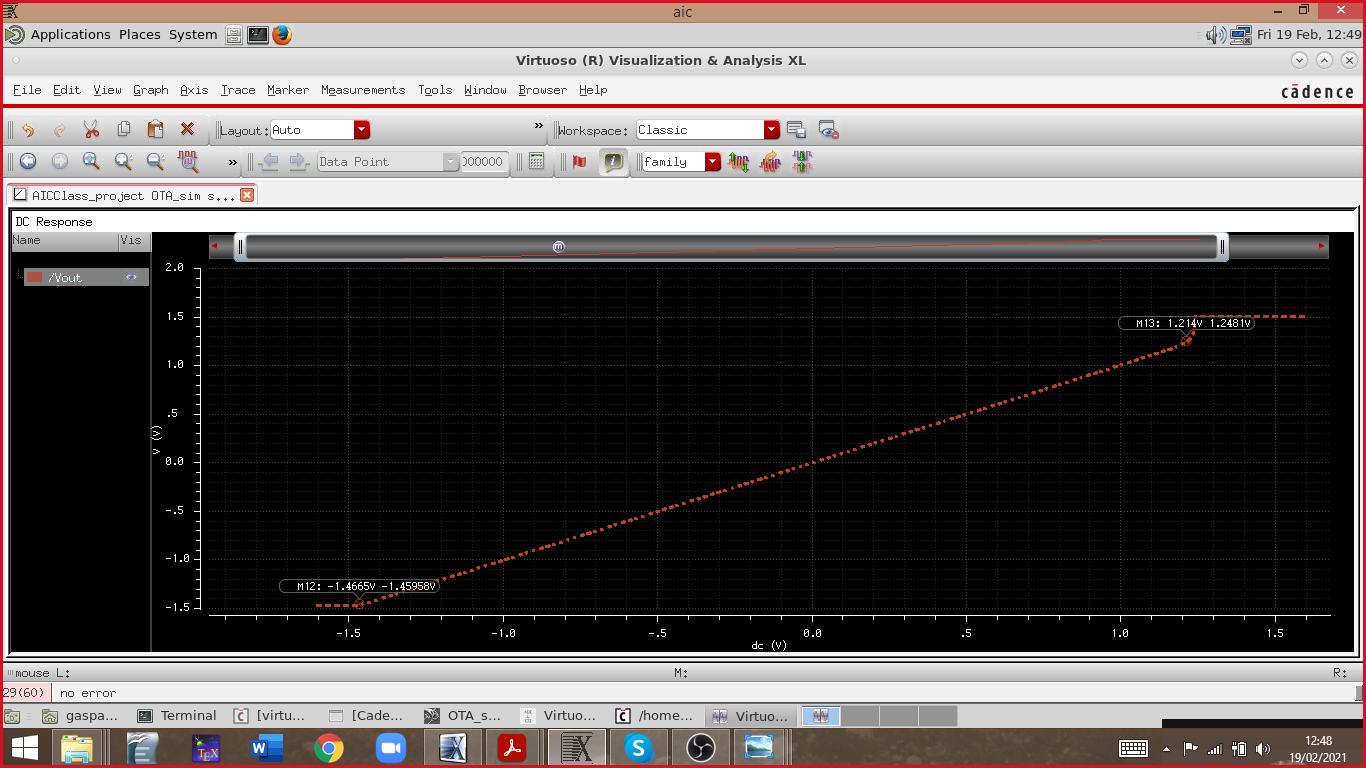 aic
Applications Places System
Fri 19 Feb, 12:49
Virtuoso (R) Visualization & Analysis XL
File Edit View Graph Axis Trace Marker Measurements Tools Window Browser Help
cādence
Layout: Auto » Workspace: Classic
» Data Point 000000 family
AICClass_project OTA_sim s...
DC Response
Name Vis
/Vout
2.0
1.5
1.0
.5
0.0
-.5
-1.0
-1.5
V (V)
M13: 1.214V 1.2481V
M12: -1.4665V -1.45958V
-1.5 -1.0 -.5 0.0 .5 1.0 1.5
dc (V)
mouse L: M: R:
29(60) no error
gaspa... Terminal [virtu... [Cade... OTA_s... Virtuo... /home... Virtuo...
12:48
19/02/2021